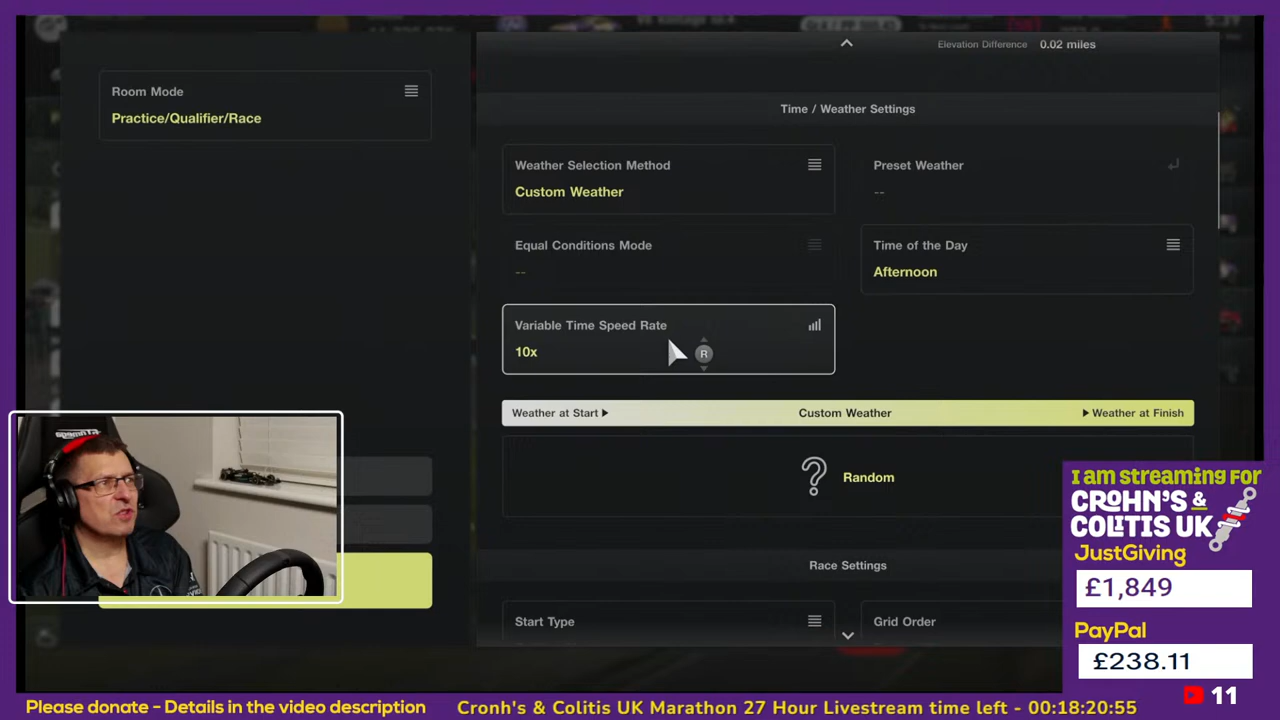 Elevation Difference 0.02 miles
Room Mode
Practice/Qualifier/Race
Time / Weather Settings
Weather Selection Method
Custom Weather
Preset Weather
--
Equal Conditions Mode
--
Time of the Day
Afternoon
Variable Time Speed Rate
10x
R
Weather at Start Custom Weather Weather at Finish
Random
Race Settings
Start Type
Grid Order
I am streaming for
CROHN'S &
COLITIS UK
JustGiving
£1,849
PayPal
£238.11
11
Please donate - Details in the video description Cronh's & Colitis UK Marathon 27 Hour Livestream time left - 00:18:20:55